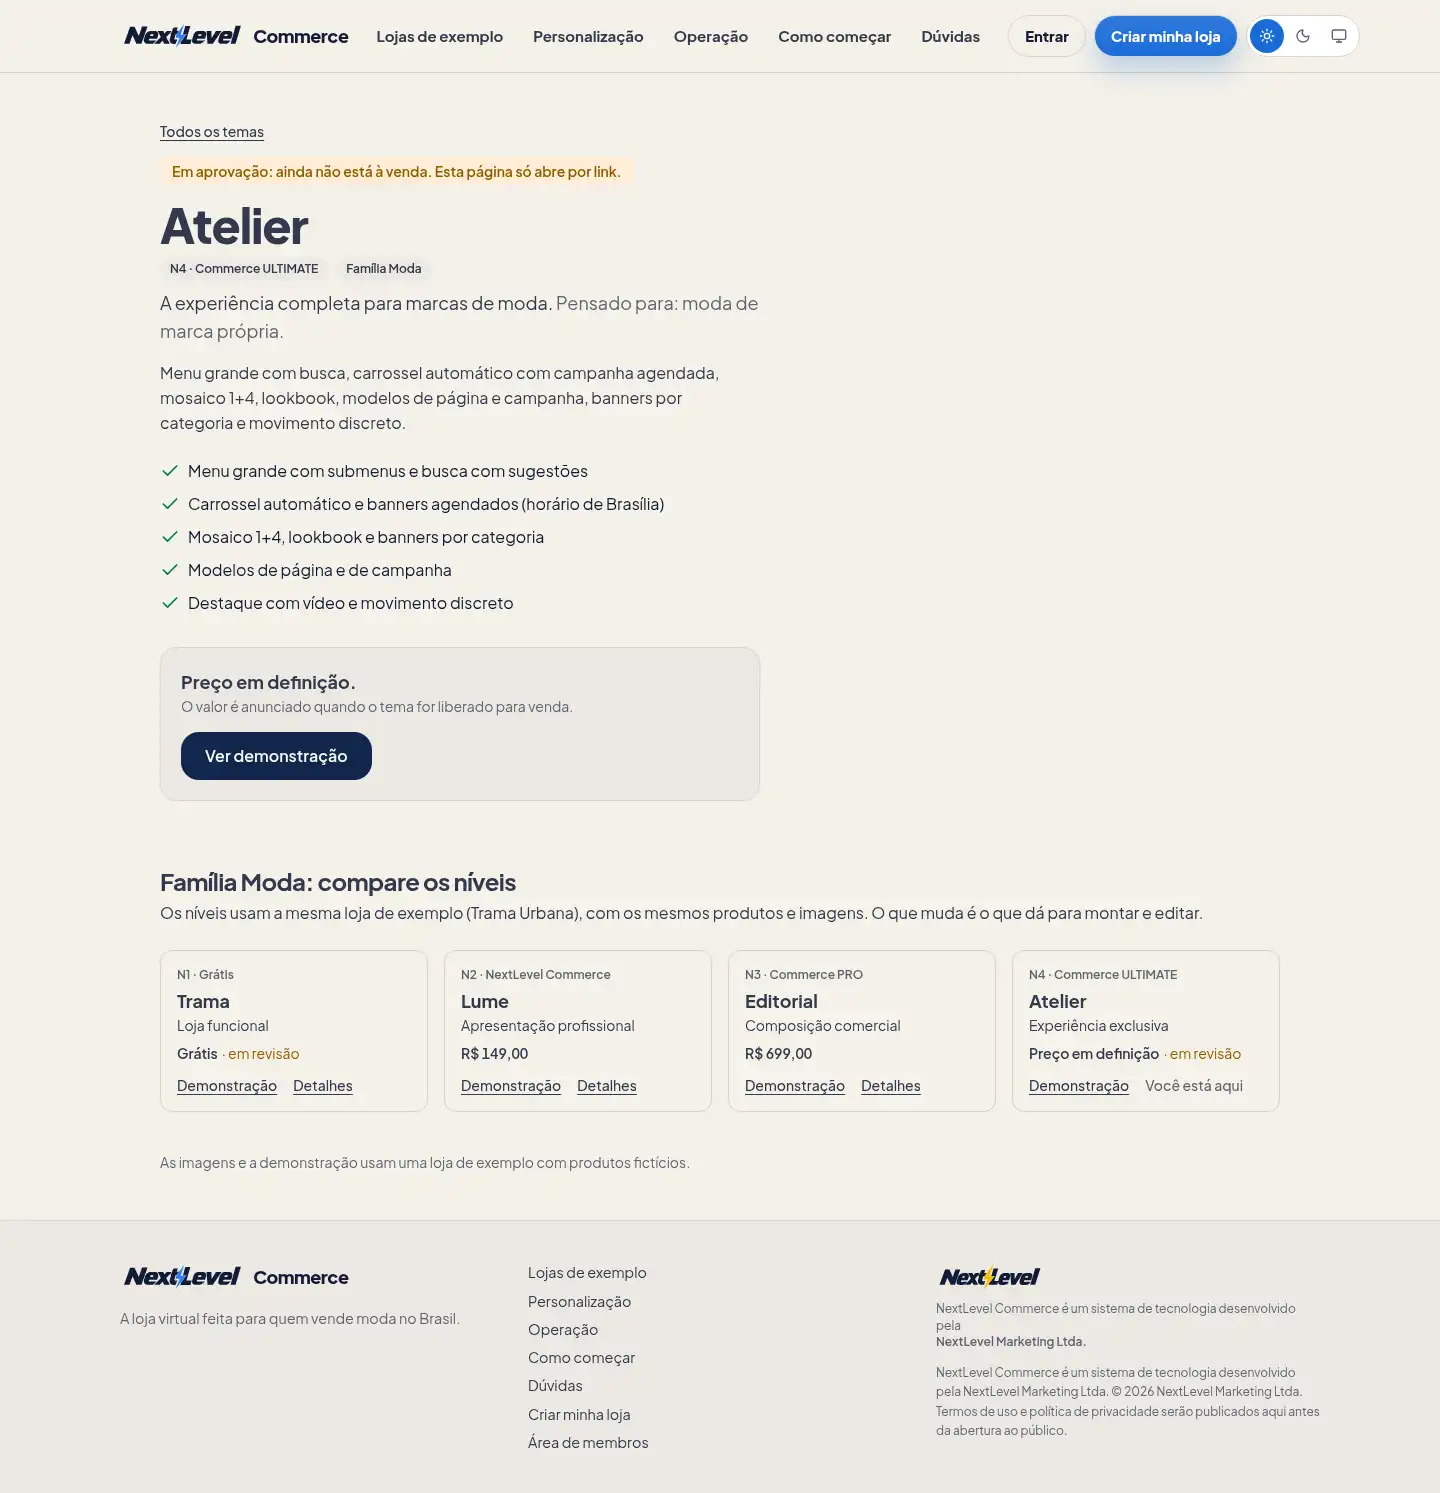 NextLevel Commerce
Lojas de exemplo
Personalização
Operação
Como começar
Dúvidas
Entrar
Criar minha loja
Todos os temas
Em aprovação: ainda não está à venda. Esta página só abre por link.
Atelier
N4 · Commerce ULTIMATE
Família Moda
A experiência completa para marcas de moda. Pensado para: moda de
marca própria.
Menu grande com busca, carrossel automático com campanha agendada,
mosaico 1+4, lookbook, modelos de página e campanha, banners por
categoria e movimento discreto.
Menu grande com submenus e busca com sugestões
Carrossel automático e banners agendados (horário de Brasília)
Mosaico 1+4, lookbook e banners por categoria
Modelos de página e de campanha
Destaque com vídeo e movimento discreto
Preço em definição.
O valor é anunciado quando o tema for liberado para venda.
Ver demonstração
Família Moda: compare os níveis
Os níveis usam a mesma loja de exemplo (Trama Urbana), com os mesmos produtos e imagens. O que muda é o que dá para montar e editar.
N1 · Grátis
Trama
Loja funcional
Grátis · em revisão
Demonstração Detalhes
N2 · NextLevel Commerce
Lume
Apresentação profissional
R$ 149,00
Demonstração Detalhes
N3 · Commerce PRO
Editorial
Composição comercial
R$ 699,00
Demonstração Detalhes
N4 · Commerce ULTIMATE
Atelier
Experiência exclusiva
Preço em definição · em revisão
Demonstração Você está aqui
As imagens e a demonstração usam uma loja de exemplo com produtos fictícios.
NextLevel Commerce
A loja virtual feita para quem vende moda no Brasil.
Lojas de exemplo
Personalização
Operação
Como começar
Dúvidas
Criar minha loja
Área de membros
NextLevel
NextLevel Commerce é um sistema de tecnologia desenvolvido
pela
NextLevel Marketing Ltda.
NextLevel Commerce é um sistema de tecnologia desenvolvido
pela NextLevel Marketing Ltda. © 2026 NextLevel Marketing Ltda.
Termos de uso e política de privacidade serão publicados aqui antes
da abertura ao público.